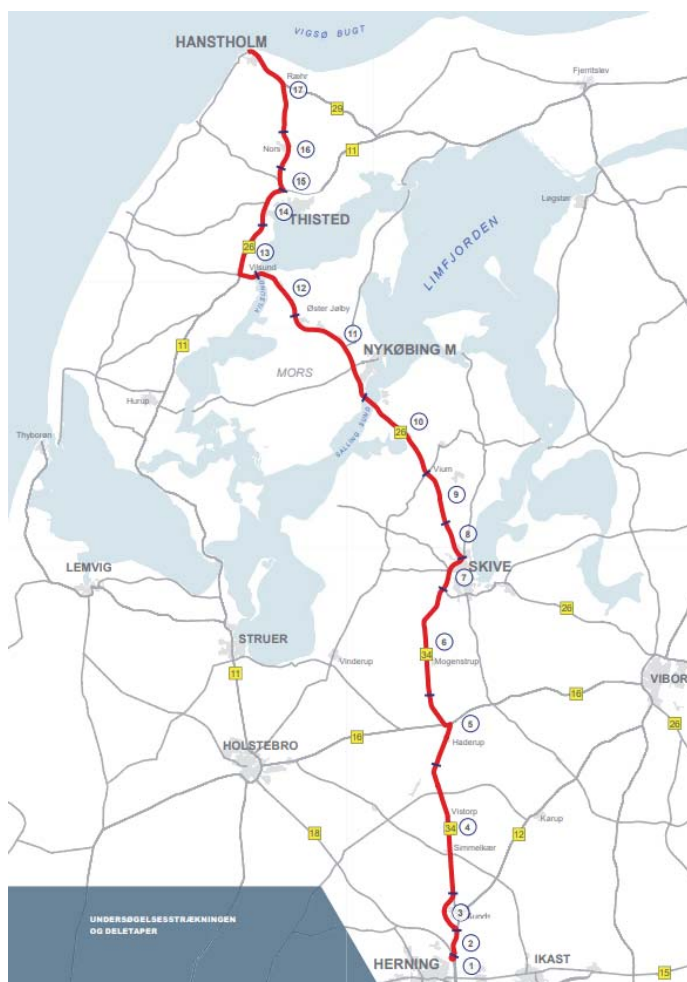 VIGSØ BUGT
HANSTHOLM
Ræhr
Fjerritslev
17
29
Nors
16
11
15
Løgstør
14
THISTED
LIMFJORDEN
26
13
Vilsund
VILSUND
12
Øster Jølby
11
11
NYKØBING M
MORS
Hurup
10
26
SALLING SUND
Thyborøn
Vium
9
8
LEMVIG
SKIVE
7
26
STRUER
6
34
Mogenstrup
Vinderup
11
VIBOR
16
5
26
16
HOLSTEBRO
Haderup
Vistorp
Karup
34
4
18
12
Simmelkær
3
UNDERSØGELSESSTRÆKNINGEN
OG DELETAPER
2
HERNING
1
IKAST
15